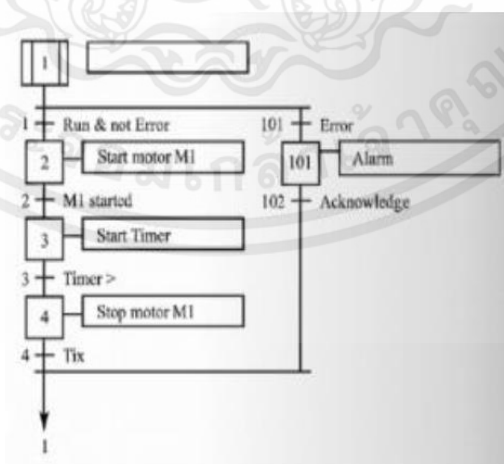 1
1 Run & not Error
101 Error
2 Start motor M1
101 Alarm
2 M1 started
102 Acknowledge
3 Start Timer
3 Timer >
4 Stop motor M1
4 Tix
1